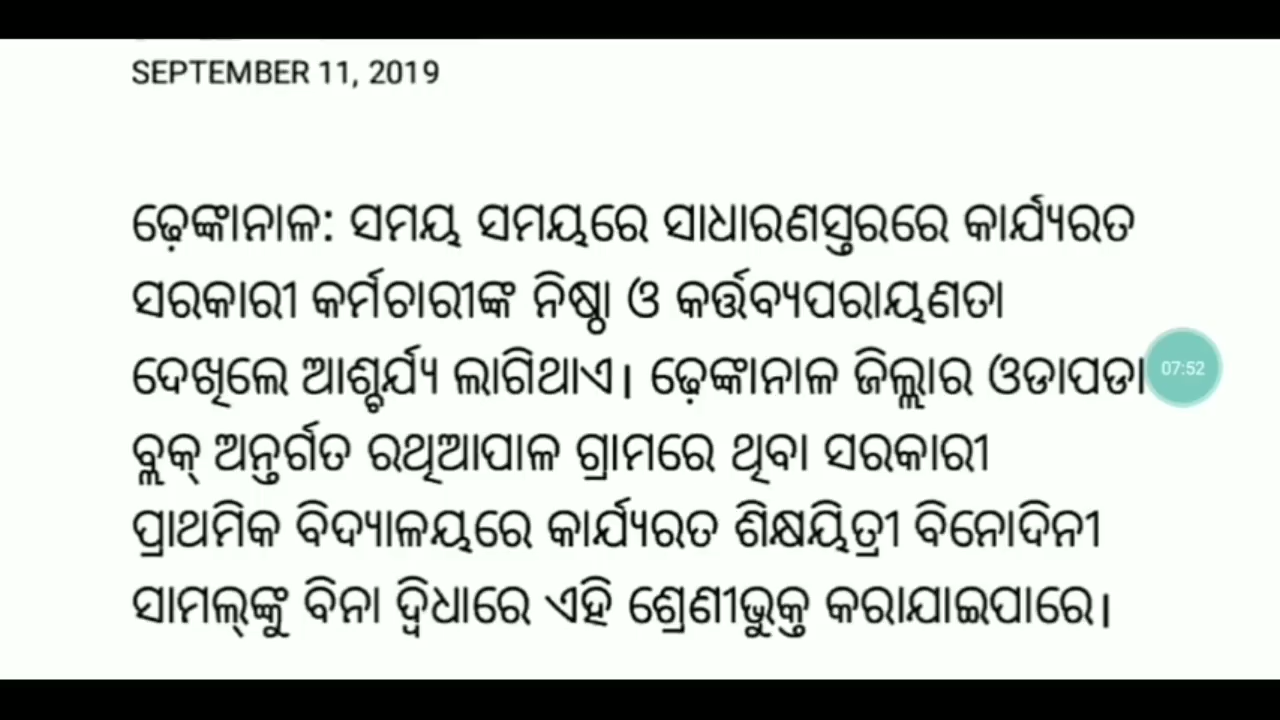 SEPTEMBER 11, 2019
ଢ଼େଙ୍କାନାଳ: ସମୟ ସମୟରେ ସାଧାରଣସ୍ତରରେ କାର୍ଯ୍ୟରତ
ସରକାରୀ କର୍ମଚାରୀଙ୍କ ନିଷ୍ଠା ଓ କର୍ତ୍ତବ୍ୟପରାୟଣତା
ଦେଖିଲେ ଆଶ୍ଚର୍ଯ୍ୟ ଲାଗିଥାଏ। ଢ଼େଙ୍କାନାଳ ଜିଲ୍ଲାର ଓଡାପଡା
07:52
ବ୍ଲକ୍ ଅନ୍ତର୍ଗତ ରଥିଆପାଳ ଗ୍ରାମରେ ଥିବା ସରକାରୀ
ପ୍ରାଥମିକ ବିଦ୍ୟାଳୟରେ କାର୍ଯ୍ୟରତ ଶିକ୍ଷୟିତ୍ରୀ ବିନୋଦିନୀ
ସାମଲ୍‌ଙ୍କୁ ବିନା ଦ୍ୱିଧାରେ ଏହି ଶ୍ରେଣୀଭୁକ୍ତ କରାଯାଇପାରେ।